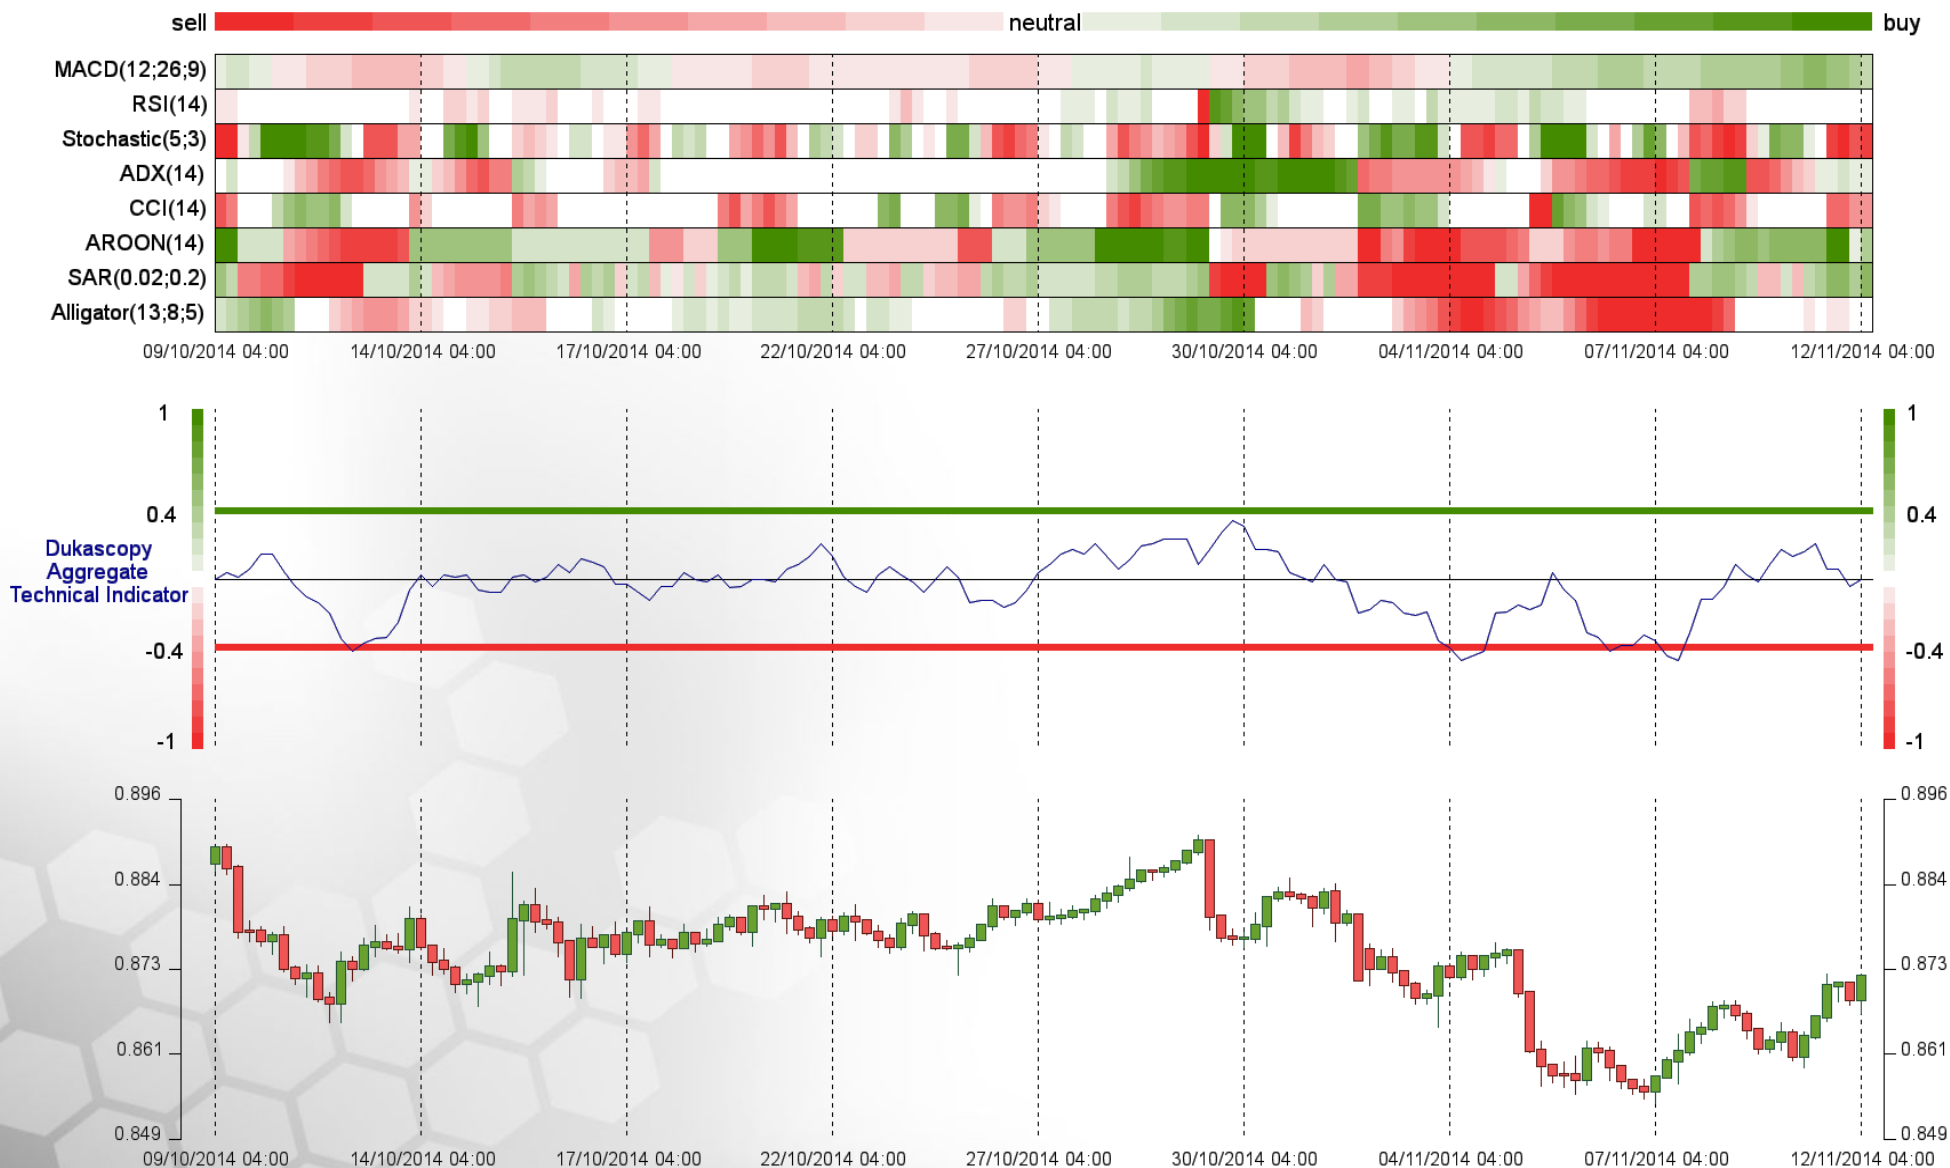 sell neutral buy
MACD(12;26;9)
RSI(14)
Stochastic(5;3)
ADX(14)
CCI(14)
AROON(14)
SAR(0.02;0.2)
Alligator(13;8;5)
09/10/2014 04:00 14/10/2014 04:00 17/10/2014 04:00 22/10/2014 04:00 27/10/2014 04:00 30/10/2014 04:00 04/11/2014 04:00 07/11/2014 04:00 12/11/2014 04:00
1 1
0.4 0.4
Dukascopy
Aggregate
Technical Indicator
-0.4 -0.4
-1 -1
0.896 0.896
0.884 0.884
0.873 0.873
0.861 0.861
0.849 0.849
09/10/2014 04:00 14/10/2014 04:00 17/10/2014 04:00 22/10/2014 04:00 27/10/2014 04:00 30/10/2014 04:00 04/11/2014 04:00 07/11/2014 04:00 12/11/2014 04:00